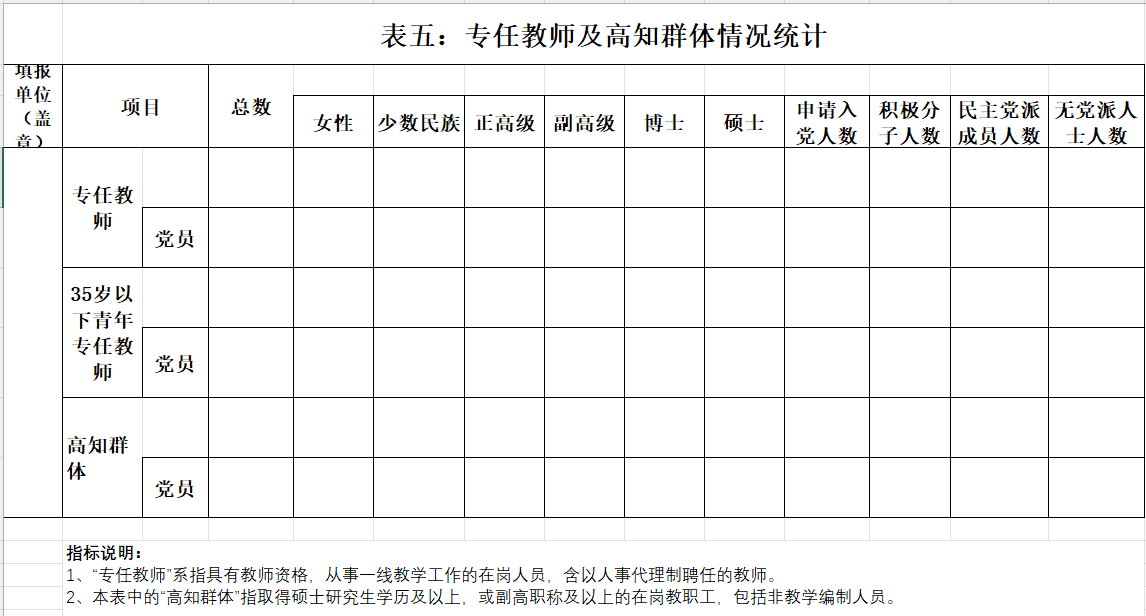 表五：专任教师及高知群体情况统计
填报
单位
（盖
章）
项目
总数
女性
少数民族
正高级
副高级
博士
硕士
申请入
党人数
积极分
子人数
民主党派
成员人数
无党派人
士人数
专任教
师
党员
35岁以
下青年
专任教
师
党员
高知群
体
党员
指标说明：
1、“专任教师”系指具有教师资格，从事一线教学工作的在岗人员，含以人事代理制聘任的教师。
2、本表中的“高知群体”指取得硕士研究生学历及以上，或副高职称及以上的在岗教职工，包括非教学编制人员。